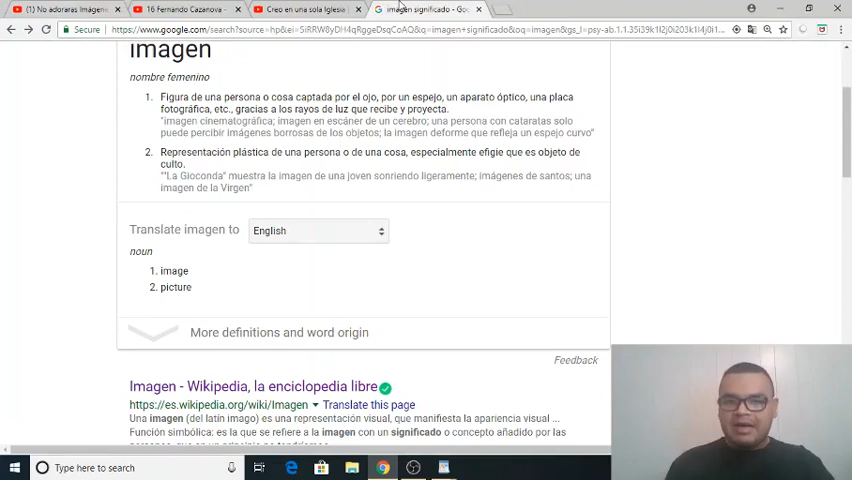 (1) No adoraras Imagene
16 Fernando Cazanova -
Creo en una sola Iglesia
imagen significado - Goo
Secure
https://www.google.com/search?source=hp&ei=5iRRW8yDH4qRggeDsqCoAQ&q=imagen+significado&oq=imagen&gs_l=psy-ab.1.1.35i39k1l2j0i203k1l4j0i1
imagen
nombre femenino
1. Figura de una persona o cosa captada por el ojo, por un espejo, un aparato óptico, una placa
fotográfica, etc., gracias a los rayos de luz que recibe y proyecta.
"imagen cinematográfica; imagen en escáner de un cerebro; una persona con cataratas solo
puede percibir imágenes borrosas de los objetos; la imagen deforme que refleja un espejo curvo"
2. Representación plástica de una persona o de una cosa, especialmente efigie que es objeto de
culto.
""La Gioconda" muestra la imagen de una joven sonriendo ligeramente; imágenes de santos; una
imagen de la Virgen"
Translate imagen to
English
noun
1. image
2. picture
More definitions and word origin
Feedback
Imagen - Wikipedia, la enciclopedia libre
https://es.wikipedia.org/wiki/Imagen
Translate this page
Una imagen (del latín imago) es una representación visual, que manifiesta la apariencia visual ...
Función simbólica: es la que se refiere a la imagen con un significado o concepto añadido por las
Type here to search